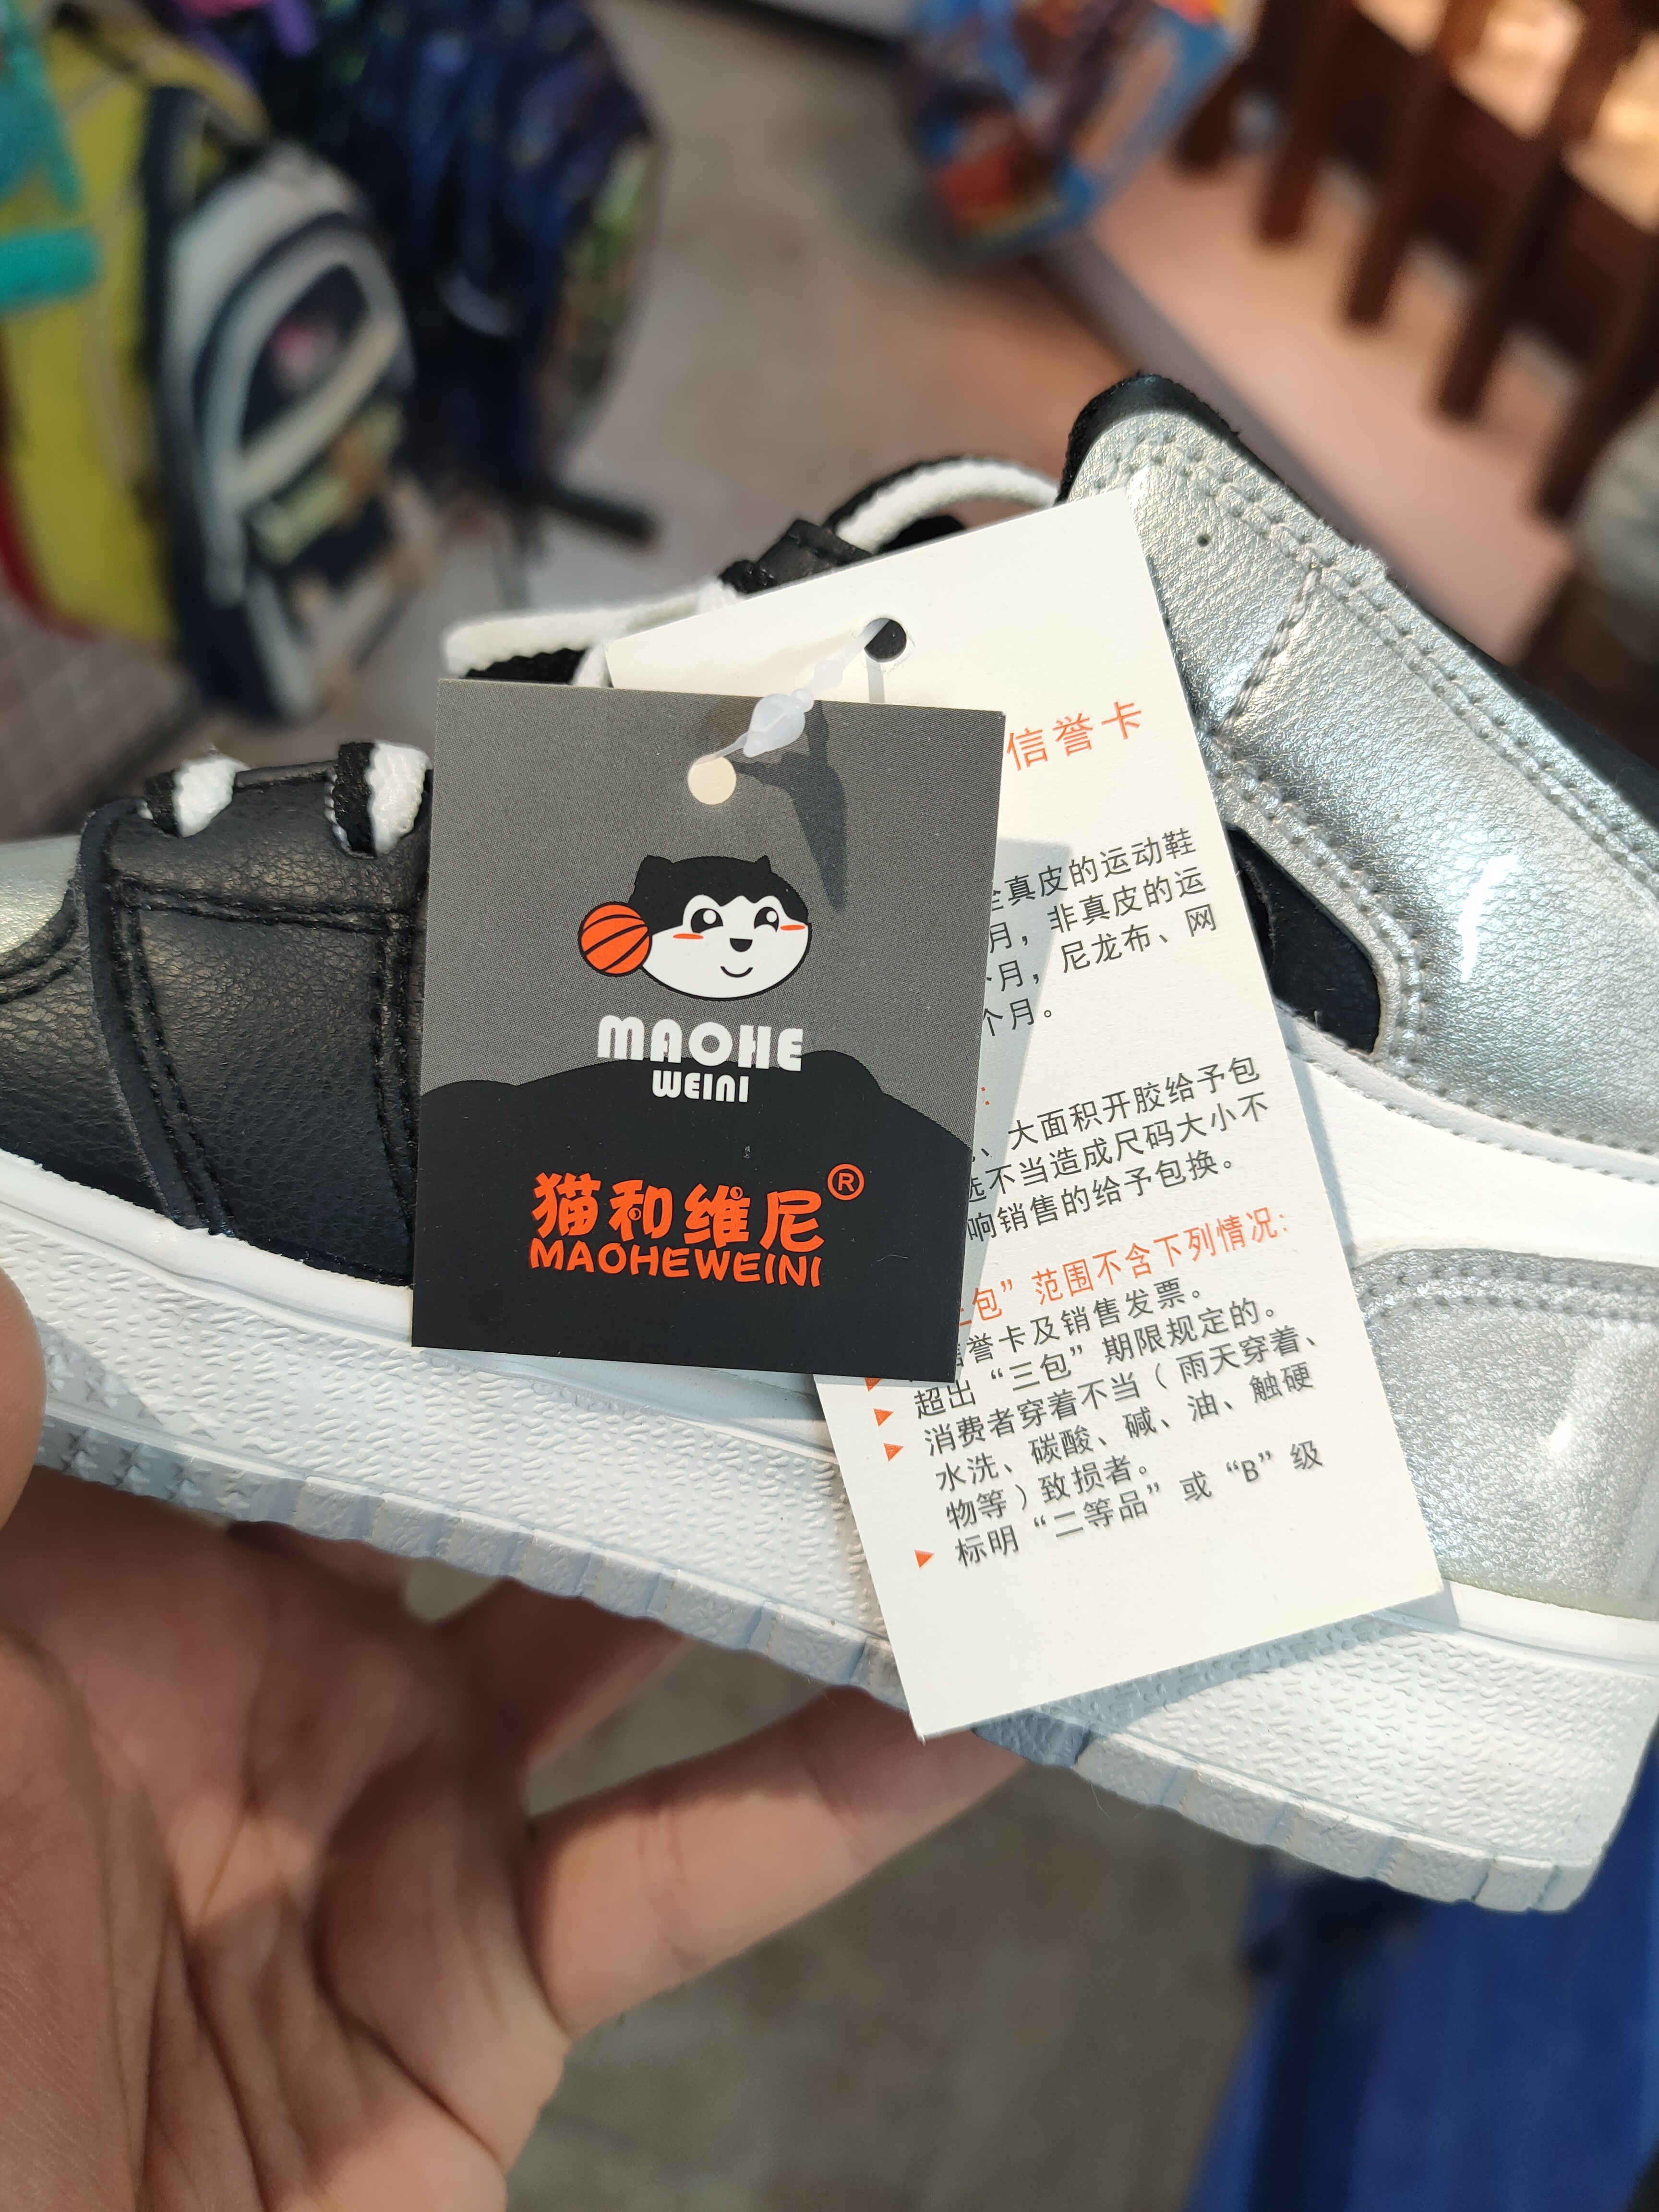 MAOHE
WEINI
猫和维尼®
MAOHEWEINI
信誉卡
真皮的运动鞋
月，非真皮的运
个月，尼龙布、网
个月。
：
、大面积开胶给予包
选不当造成尺码大小不
响销售的给予包换。
包”范围不含下列情况：
誉卡及销售发票。
超出“三包”期限规定的。
消费者穿着不当（雨天穿着、
水洗、碳酸、碱、油、触硬
物等）致损者。
标明“二等品”或“B”级